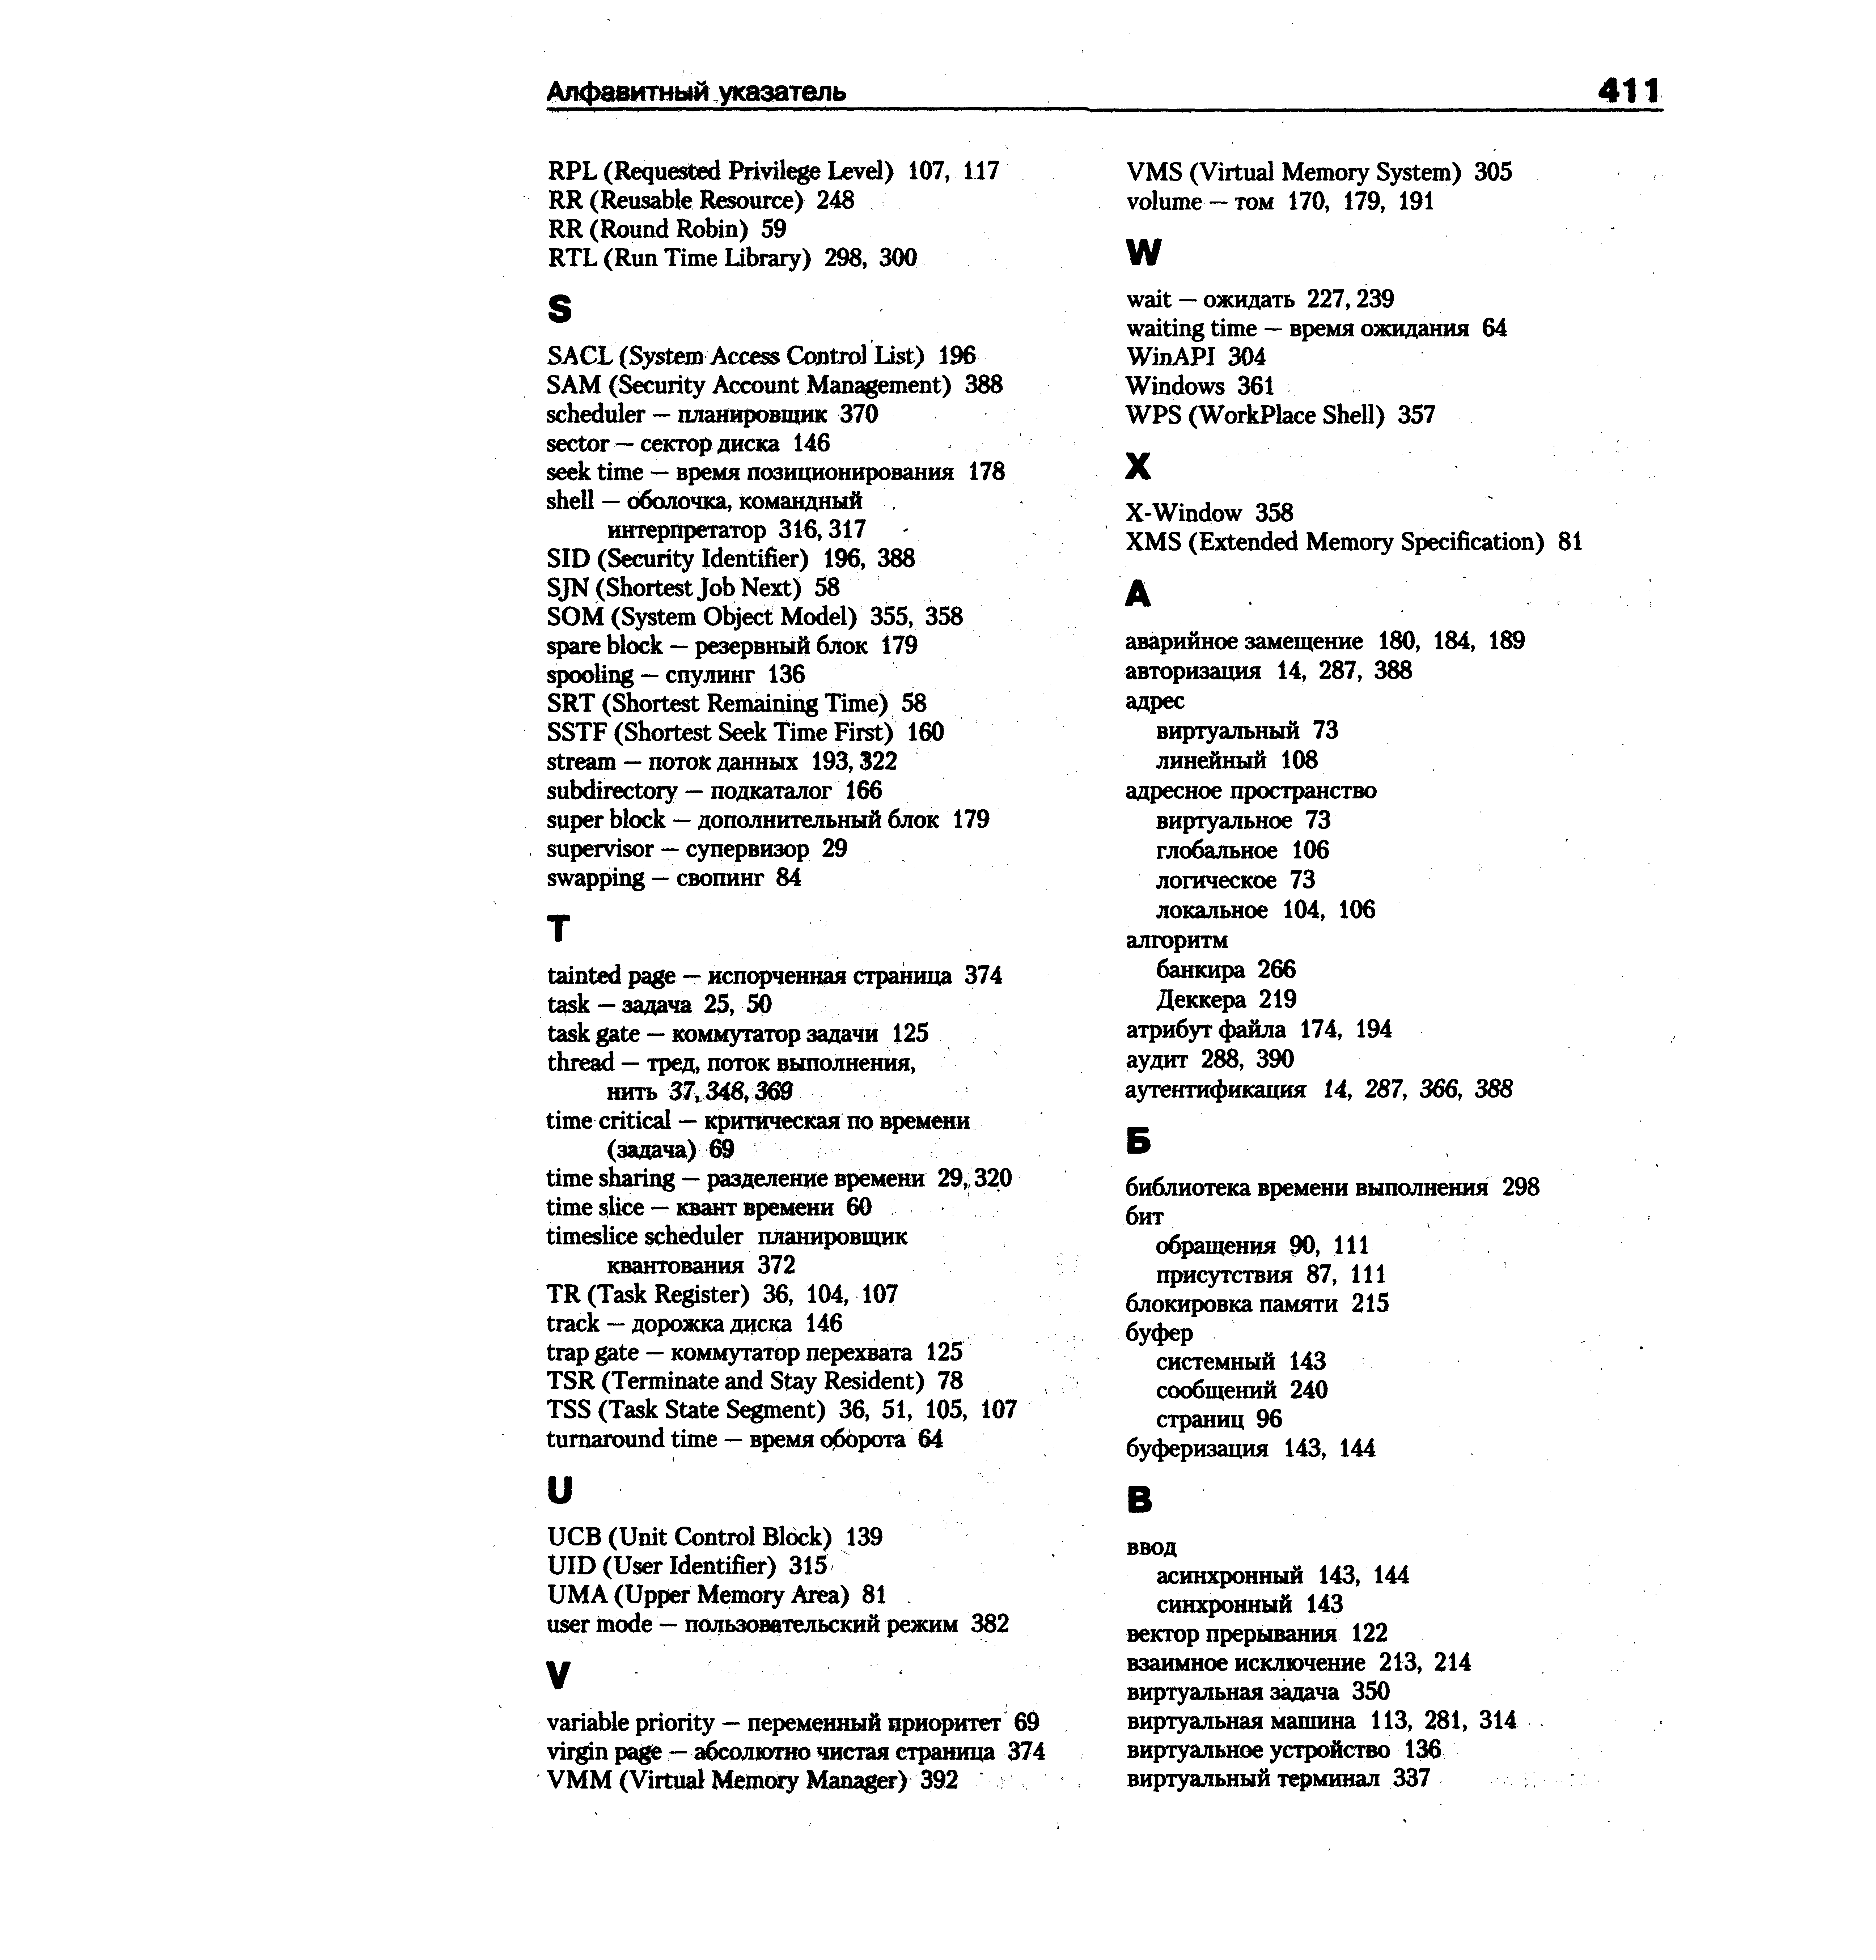 Алфавитный указатель 411
RPL (Requested Privilege Level) 107, 117
RR (Reusable Resource) 248
RR (Round Robin) 59
RTL (Run Time Library) 298, 300
S
SACL (System Access Control List) 196
SAM (Security Account Management) 388
scheduler — планировщик 370
sector — сектор диска 146
seek time — время позиционирования 178
shell — оболочка, командный
интерпретатор 316, 317
SID (Security Identifier) 196, 388
SJN (Shortest Job Next) 58
SOM (System Object Model) 355, 358
spare block — резервный блок 179
spooling — спулинг 136
SRT (Shortest Remaining Time) 58
SSTF (Shortest Seek Time First) 160
stream — поток данных 193, 322
subdirectory — подкаталог 166
super block — дополнительный блок 179
supervisor — супервизор 29
swapping — свопинг 84
T
tainted page — испорченная страница 374
task — задача 25, 50
task gate — коммутатор задачи 125
thread — тред, поток выполнения,
нить 37, 348, 369
time critical — критическая по времени
(задача) 69
time sharing — разделение времени 29, 320
time slice — квант времени 60
timeslice scheduler планировщик
квантования 372
TR (Task Register) 36, 104, 107
track — дорожка диска 146
trap gate — коммутатор перехвата 125
TSR (Terminate and Stay Resident) 78
TSS (Task State Segment) 36, 51, 105, 107
turnaround time — время оборота 64
U
UCB (Unit Control Block) 139
UID (User Identifier) 315
UMA (Upper Memory Area) 81
user mode — пользовательский режим 382
V
variable priority — переменный приоритет 69
virgin page — абсолютно чистая страница 374
VMM (Virtual Memory Manager) 392
VMS (Virtual Memory System) 305
volume — том 170, 179, 191
W
wait — ожидать 227, 239
waiting time — время ожидания 64
WinAPI 304
Windows 361
WPS (WorkPlace Shell) 357
X
X-Window 358
XMS (Extended Memory Specification) 81
А
аварийное замещение 180, 184, 189
авторизация 14, 287, 388
адрес
виртуальный 73
линейный 108
адресное пространство
виртуальное 73
глобальное 106
логическое 73
локальное 104, 106
алгоритм
банкира 266
Деккера 219
атрибут файла 174, 194
аудит 288, 390
аутентификация 14, 287, 366, 388
Б
библиотека времени выполнения 298
бит
обращения 90, 111
присутствия 87, 111
блокировка памяти 215
буфер
системный 143
сообщений 240
страниц 96
буферизация 143, 144
В
ввод
асинхронный 143, 144
синхронный 143
вектор прерывания 122
взаимное исключение 213, 214
виртуальная задача 350
виртуальная машина 113, 281, 314
виртуальное устройство 136
виртуальный терминал 337